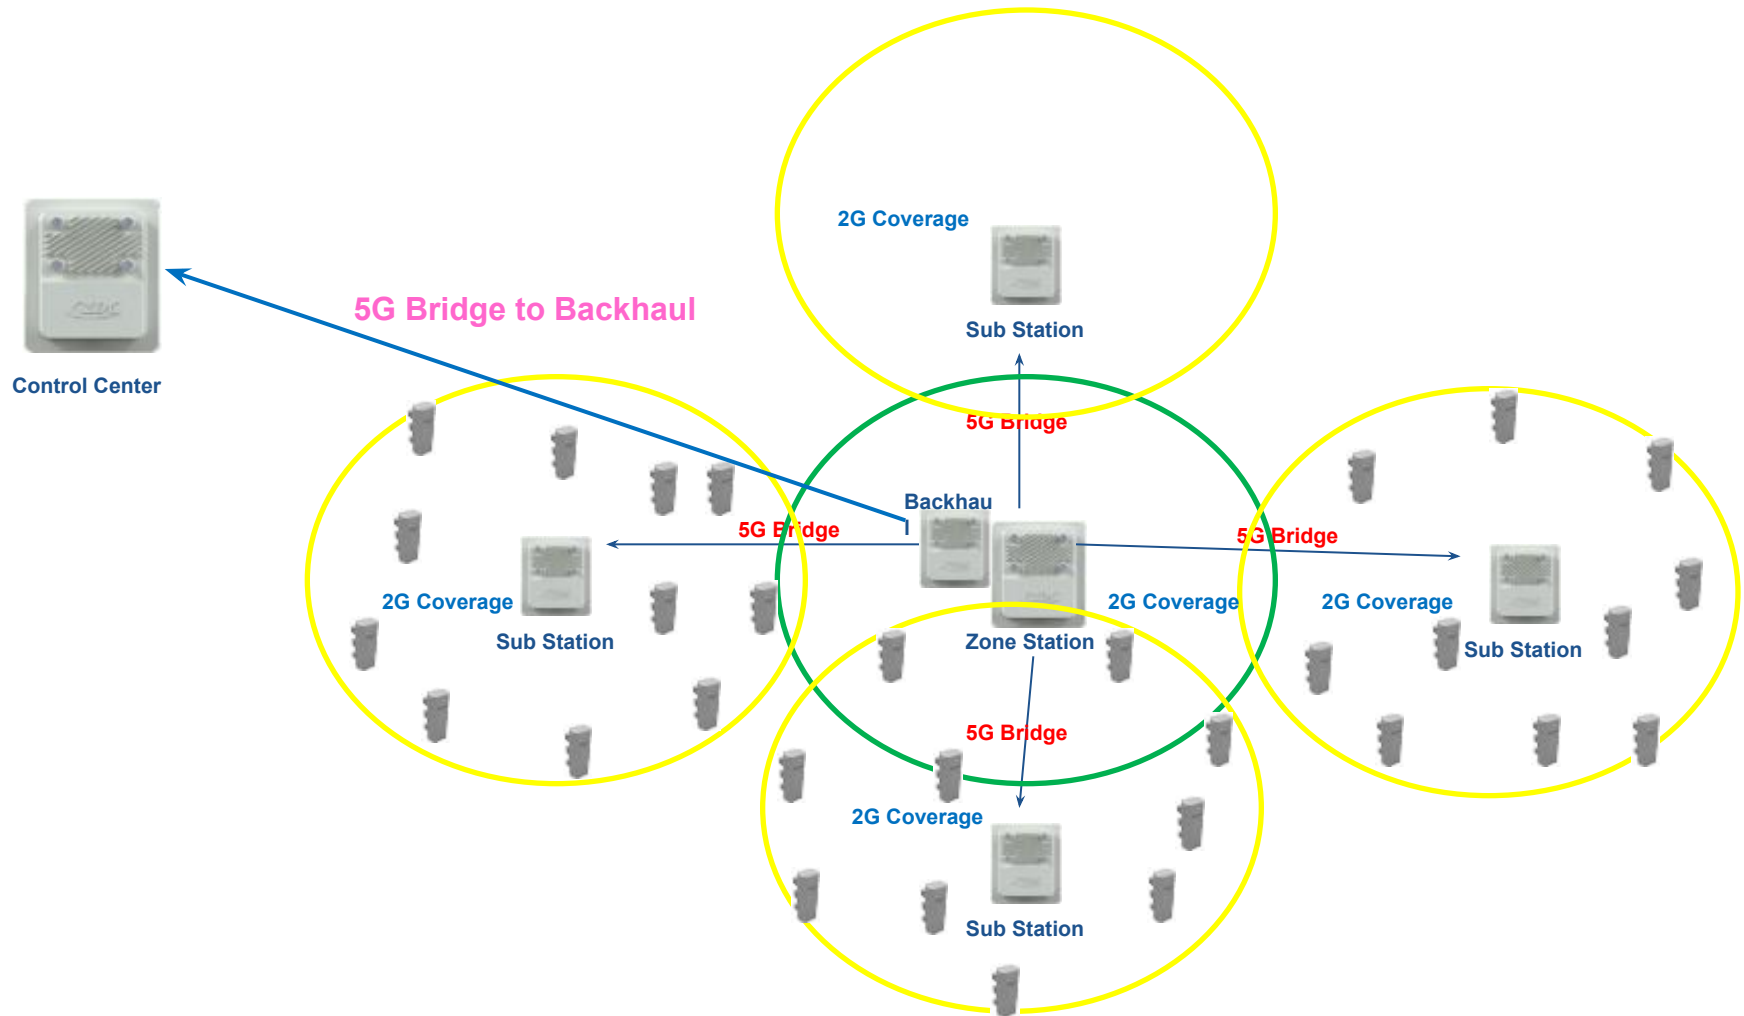 2G Coverage
Sub Station
5G Bridge to Backhaul
Control Center
5G Bridge
Backhau
5G Bridge
5G Bridge
2G Coverage
Sub Station
2G Coverage
Zone Station
2G Coverage
Sub Station
5G Bridge
2G Coverage
Sub Station